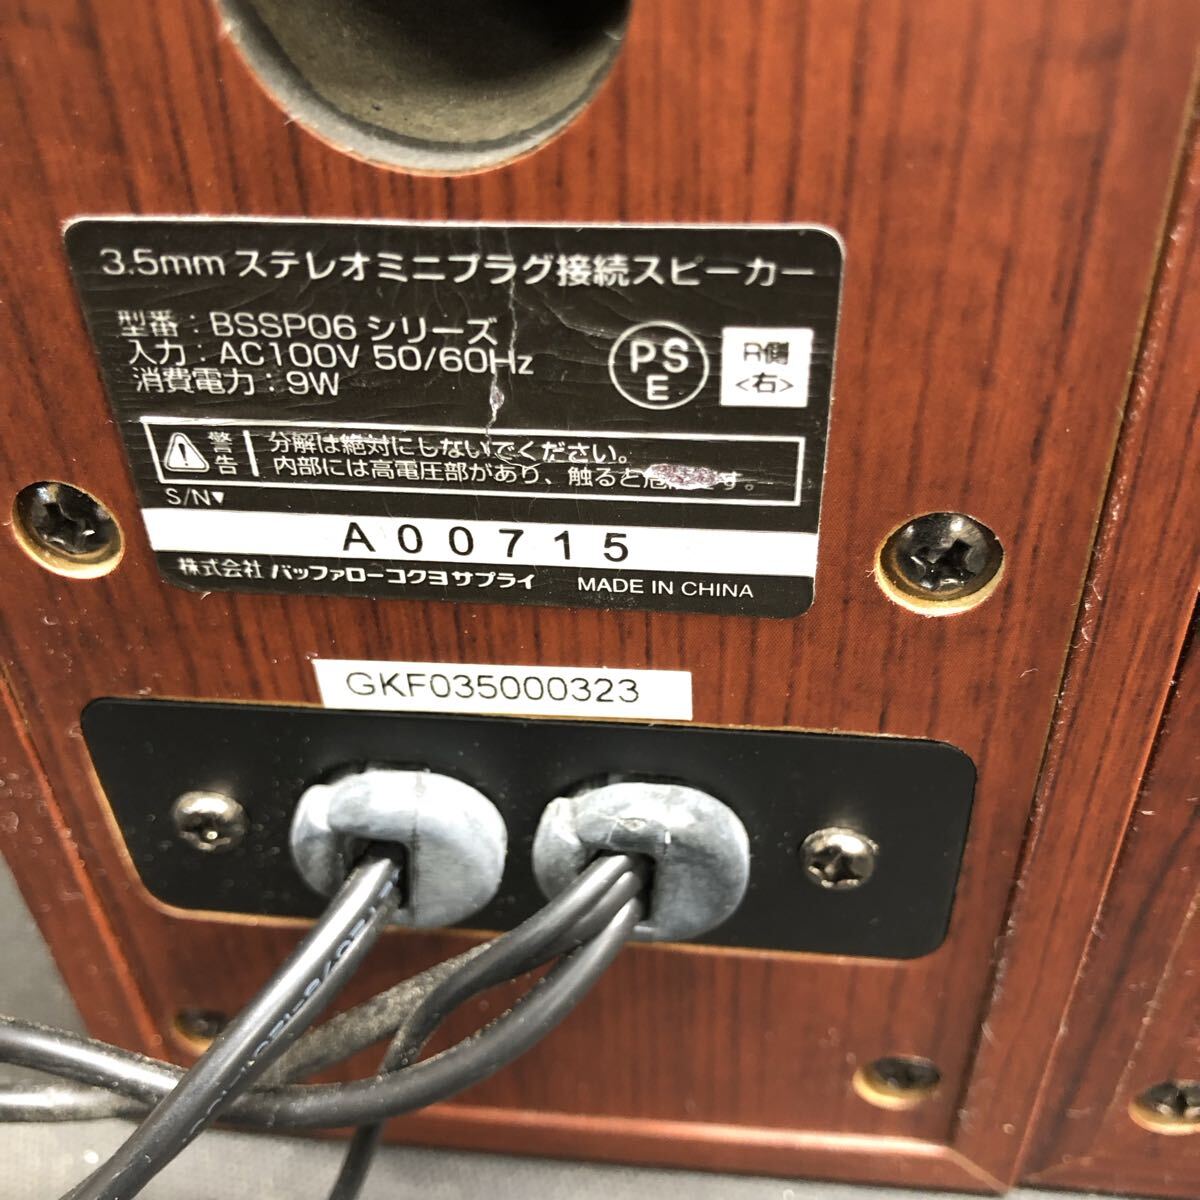 3.5mm ステレオミニプラグ接続スピーカー
型番：BSSP06 シリーズ
入力：AC100V 50/60Hz
消費電力：9W
PS
E
R側
<右>
警告
分解は絶対にしないでください。
内部には高電圧部があり、触ると危険です。
S/N▼
A00715
株式会社 バッファローコクヨサプライ MADE IN CHINA
GKF035000323